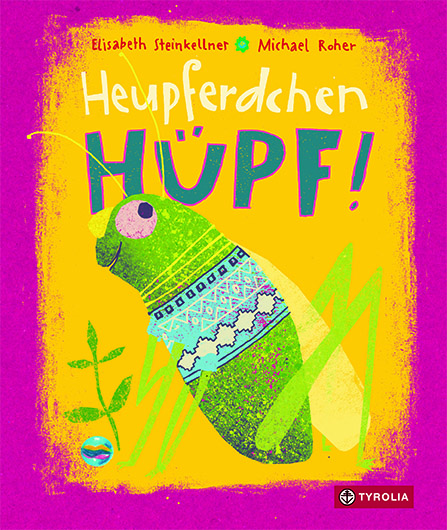 Elisabeth Steinkellner Michael Roher
Heupferdchen
HÜPF!
TYROLIA